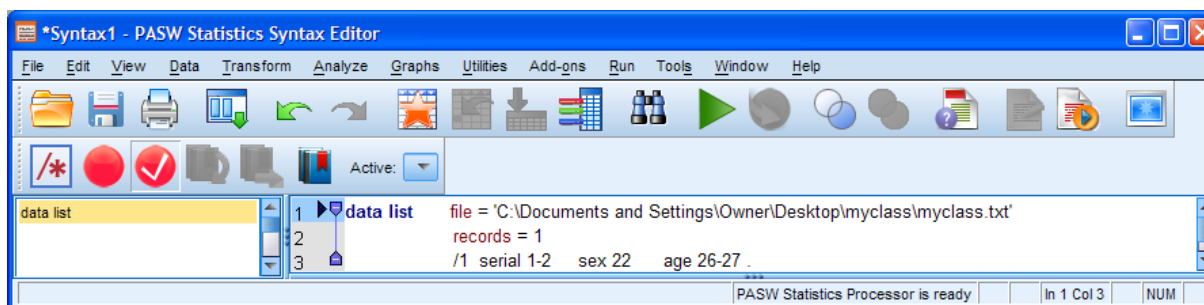 *Syntax1 - PASW Statistics Syntax Editor
File Edit View Data Transform Analyze Graphs Utilities Add-ons Run Tools Window Help
/* Active:
data list
1 data list file = 'C:\Documents and Settings\Owner\Desktop\myclass\myclass.txt'
2 records = 1
3 /1 serial 1-2 sex 22 age 26-27 .
PASW Statistics Processor is ready In 1 Col 3 NUM